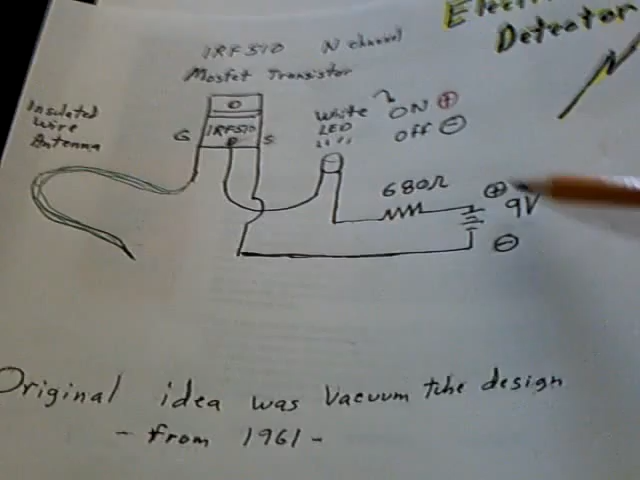 Electr
Detector
IRF510 N channel
Mosfet Transistor
Insulated
Wire
Antenna
G
IRF510
D
S
White
LED
ON +
OFF -
680Ω
+
9V
-
Original idea was Vacuum tube design
- from 1961 -